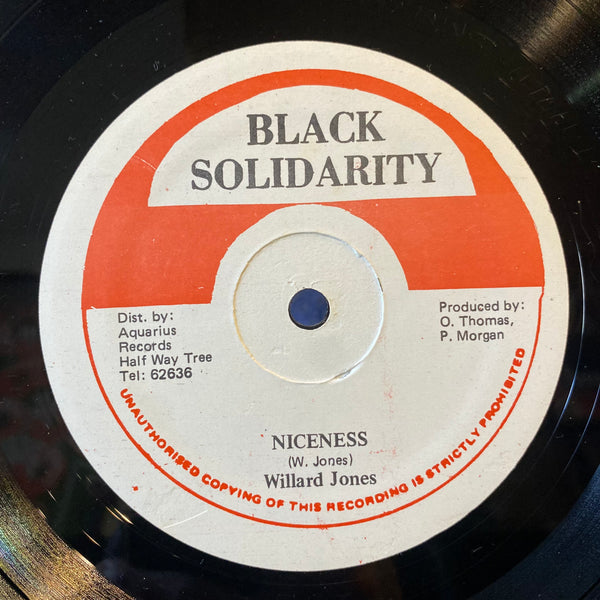 BLACK
SOLIDARITY
Dist. by:
Aquarius
Records
Half Way Tree
Tel: 62636
Produced by:
O. Thomas,
P. Morgan
NICENESS
(W. Jones)
Willard Jones
UNAUTHORISED COPYING OF THIS RECORDING IS STRICTLY PROHIBITED